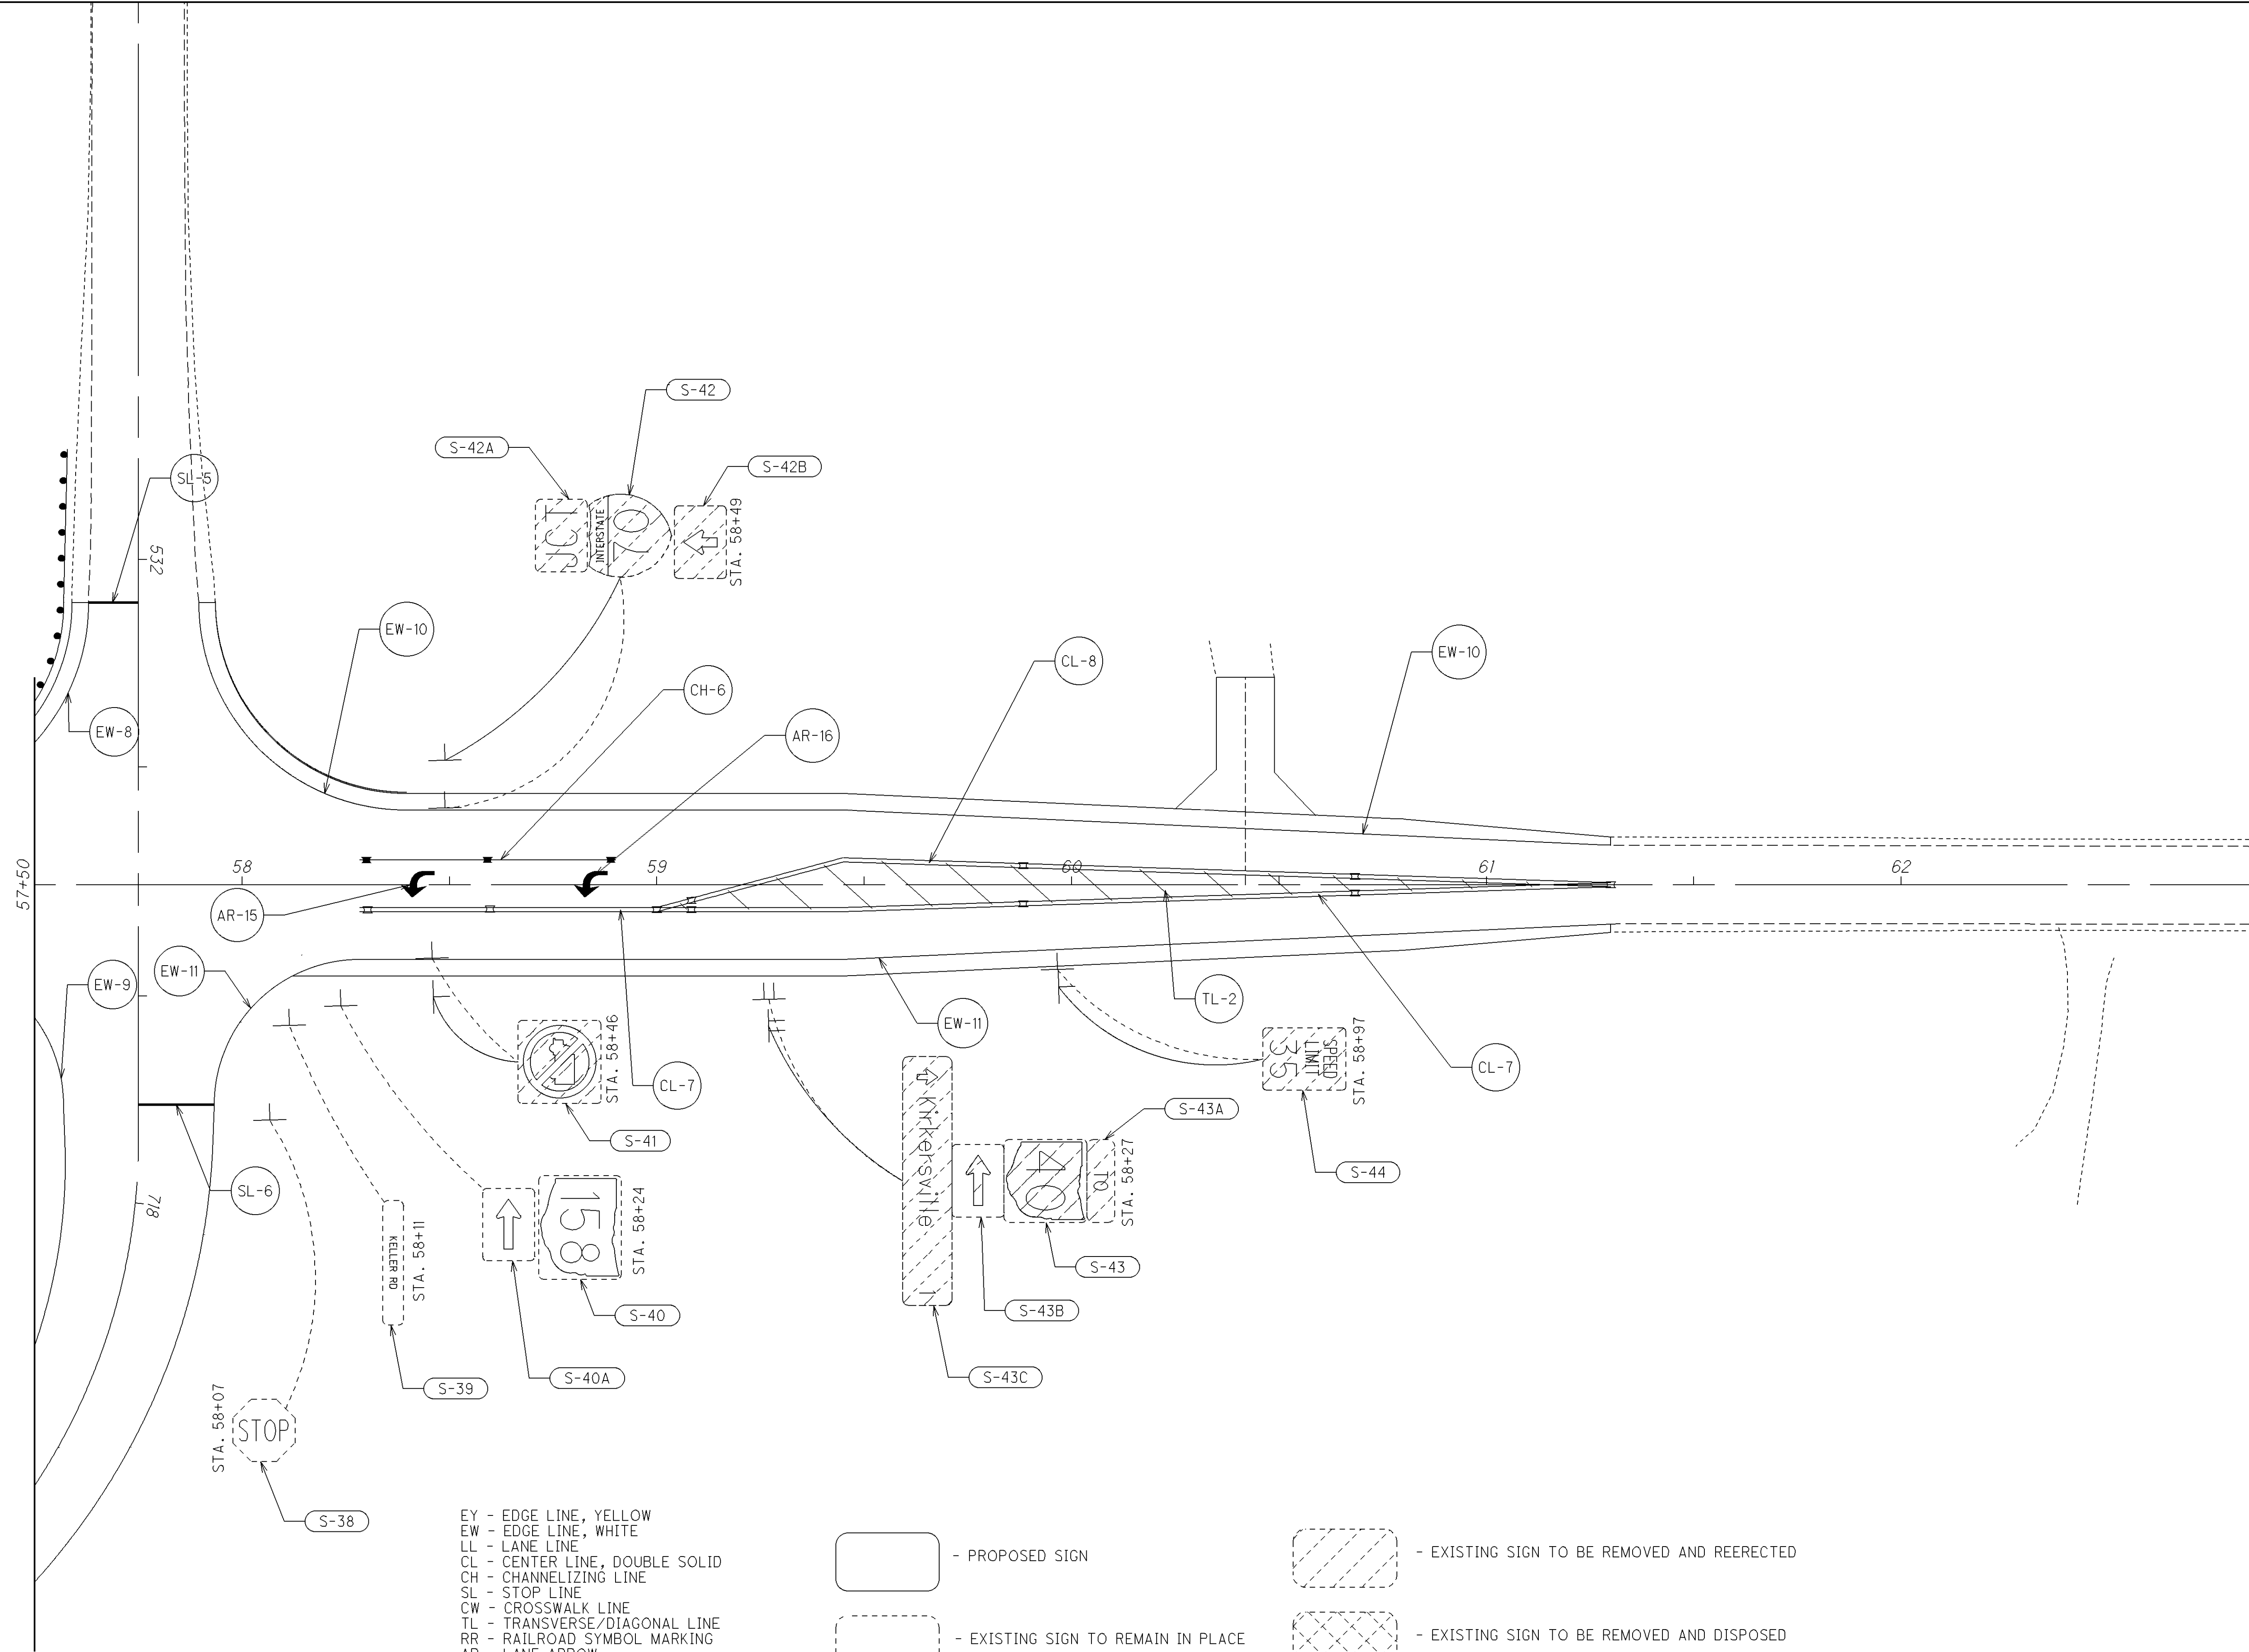 S-42
S-42A
S-42B
SL-5
JCT
INTERSTATE
70
STA. 58+49
532
EW-10
CL-8
EW-10
CH-6
AR-16
EW-8
57+50
58
59
60
61
62
AR-15
EW-11
EW-9
TL-2
EW-11
SPEED
LIMIT
35
STA. 58+97
STA. 58+46
CL-7
CL-7
S-41
S-43A
S-44
Kirkersville 1
40
TO
STA. 58+27
SL-6
718
158
STA. 58+24
KELLER RD
STA. 58+11
S-43
S-43B
S-40
S-40A
S-43C
S-39
STOP
STA. 58+07
S-38
EY - EDGE LINE, YELLOW
EW - EDGE LINE, WHITE
LL - LANE LINE
CL - CENTER LINE, DOUBLE SOLID
CH - CHANNELIZING LINE
SL - STOP LINE
CW - CROSSWALK LINE
TL - TRANSVERSE/DIAGONAL LINE
RR - RAILROAD SYMBOL MARKING
AR - LANE ARROW
- PROPOSED SIGN
- EXISTING SIGN TO REMAIN IN PLACE
- EXISTING SIGN TO BE REMOVED AND REERECTED
- EXISTING SIGN TO BE REMOVED AND DISPOSED